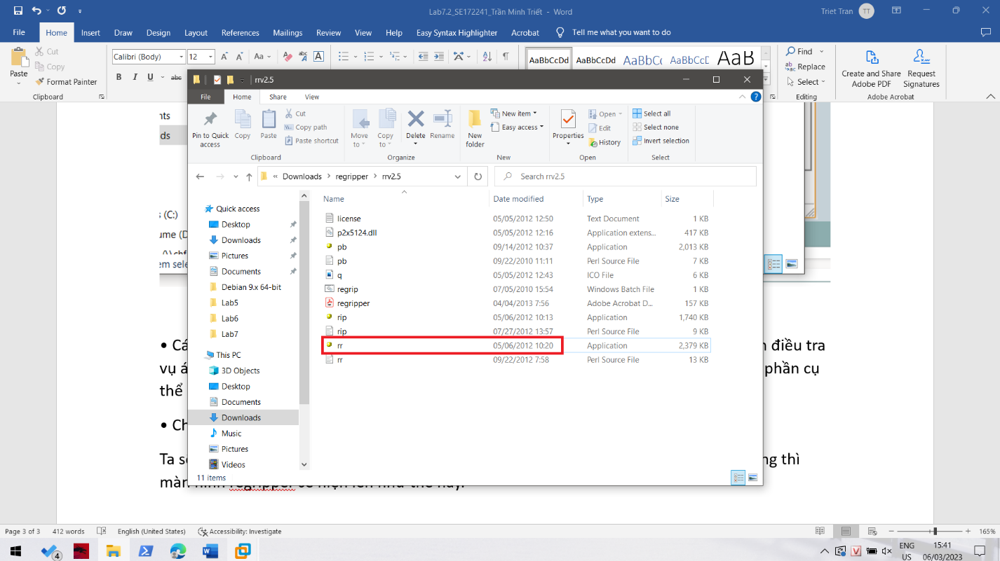 Lab7.2_SE172241_Trần Minh Triết - Word
Triet Tran TT
File Home Insert Draw Design Layout References Mailings Review View Help Easy Syntax Highlighter Acrobat Tell me what you want to do
Paste
Cut
Copy
Format Painter
Clipboard
Calibri (Body) 12
Aa
A
B I U abc
AaBbCcDd AaBbCcDd AaBbCc AaBbCcD AaB
Find
Replace
Select
Editing
Create and Share
Adobe PDF
Request
Signatures
Adobe Acrobat
nts
ds
s (C:)
ume (D
em sele
rrv2.5
File Home Share View
Pin to Quick
access
Copy
Paste
Cut
Copy path
Paste shortcut
Clipboard
Move
to
Copy
to
Delete
Rename
Organize
New
folder
New item
Easy access
New
Properties
Open
Edit
History
Open
Select all
Select none
Invert selection
Select
« Downloads > regripper > rrv2.5
Search rrv2.5
Quick access
Desktop
Downloads
Pictures
Documents
Debian 9.x 64-bit
Lab5
Lab6
Lab7
This PC
3D Objects
Desktop
Documents
Downloads
Music
Pictures
Videos
Name Date modified Type Size
license 05/05/2012 12:50 Text Document 1 KB
p2x5124.dll 05/05/2012 12:16 Application extens... 417 KB
pb 09/14/2012 10:37 Application 2,013 KB
pb 09/22/2010 11:11 Perl Source File 7 KB
q 05/05/2012 12:43 ICO File 6 KB
regrip 07/05/2010 15:54 Windows Batch File 1 KB
regripper 04/04/2013 7:56 Adobe Acrobat D... 157 KB
rip 05/06/2012 10:13 Application 1,740 KB
rip 07/27/2012 13:57 Perl Source File 9 KB
rr 05/06/2012 10:20 Application 2,379 KB
rr 09/22/2012 7:58 Perl Source File 13 KB
11 items
• Cá
điều tra
vụ á
phần cụ
thể
• Ch
Ta s
ng thì
Page 3 of 3 412 words English (United States) Accessibility: Investigate 165%
4
ENG
US
15:41
06/03/2023